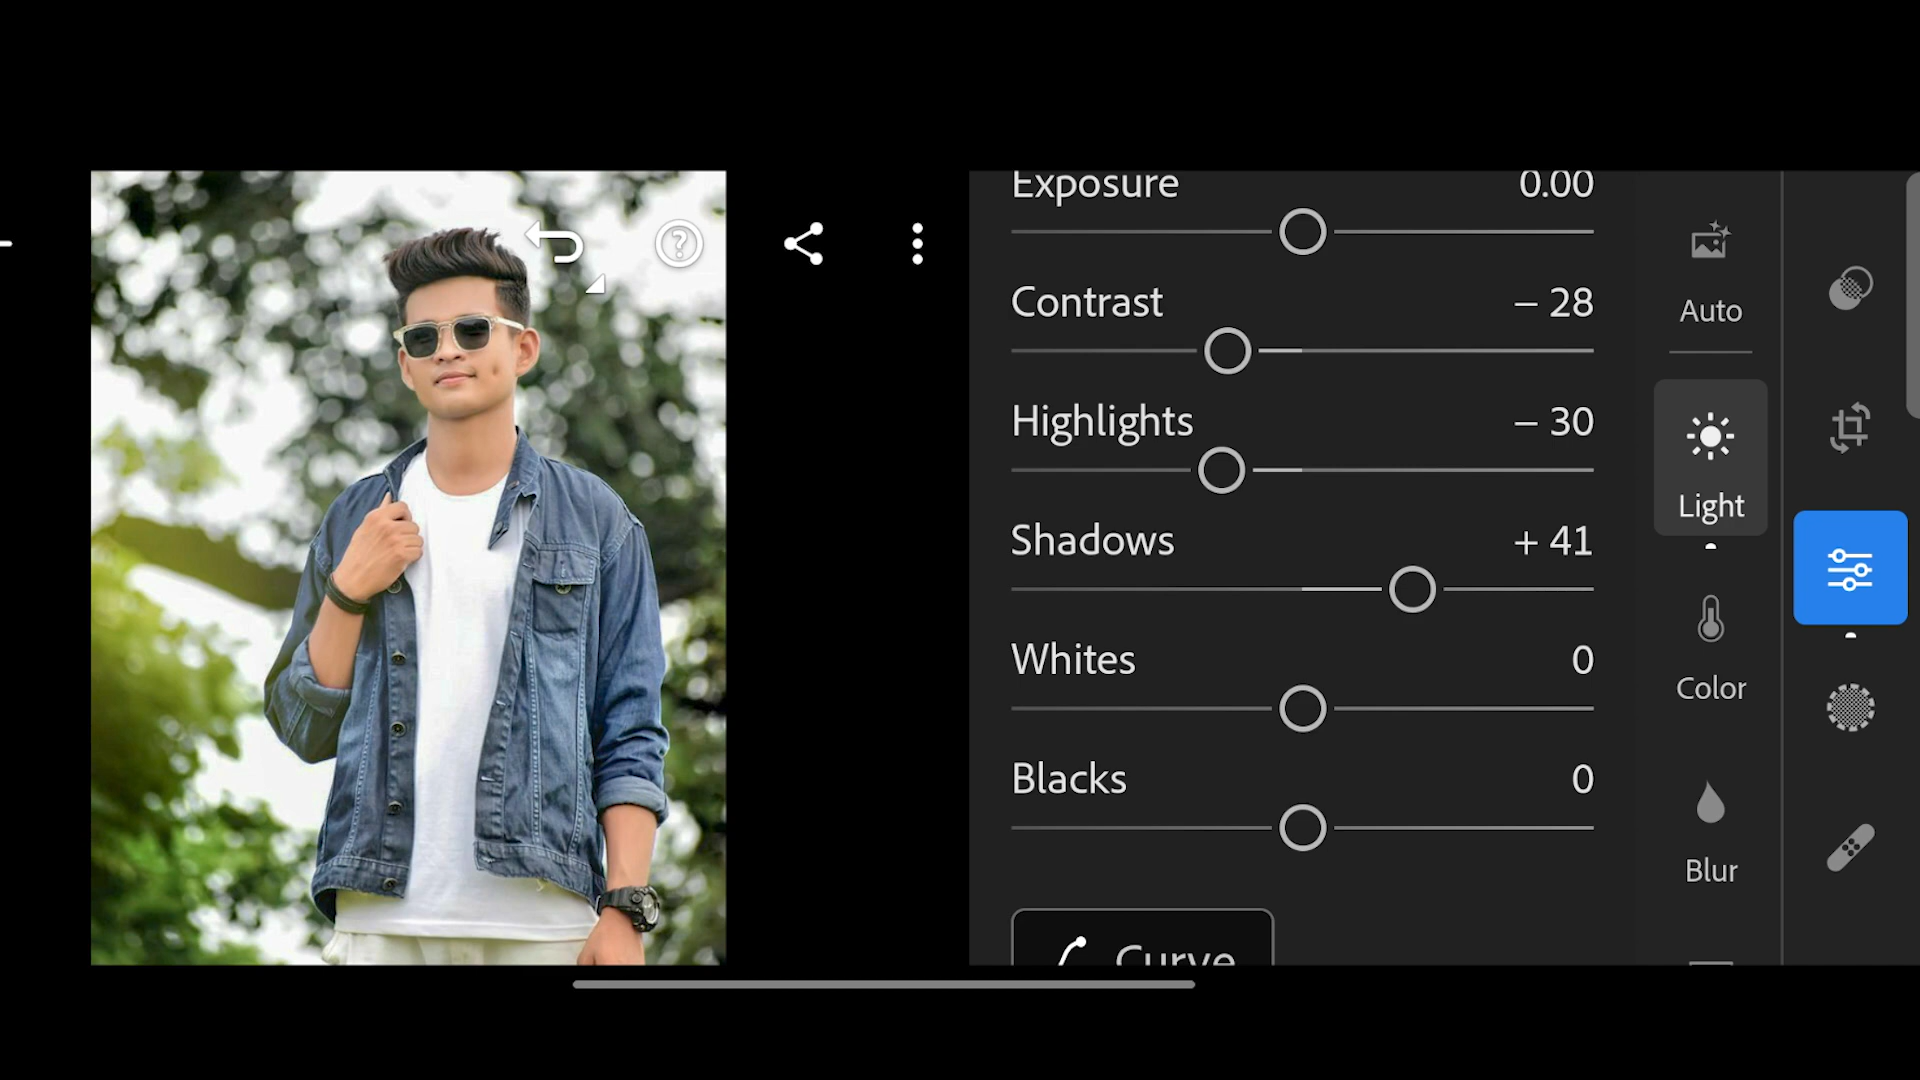 Exposure 0.00
Contrast – 28
Highlights – 30
Shadows + 41
Whites 0
Blacks 0
Curve
Auto
Light
Color
Blur
?